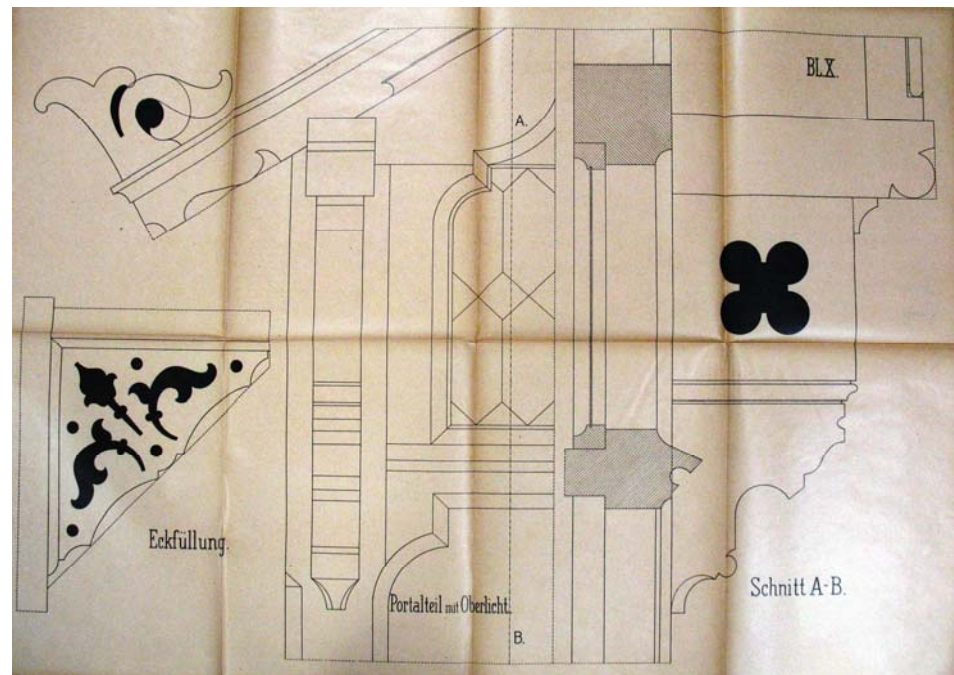 BL.X.
A.
Eckfüllung.
Portalteil mit Oberlicht.
B.
Schnitt A-B.